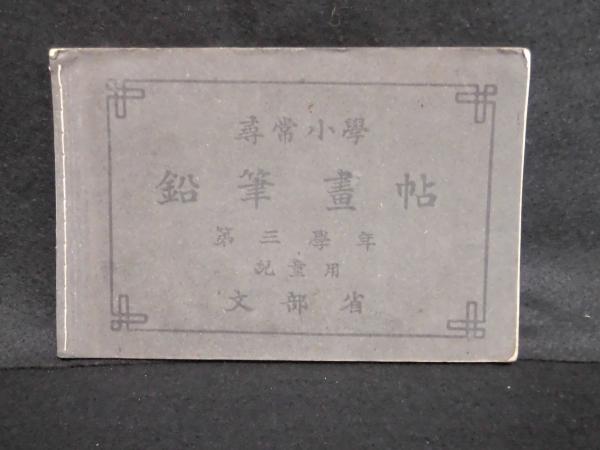 尋常小學
鉛筆畫帖
第三學年
兒童用
文部省